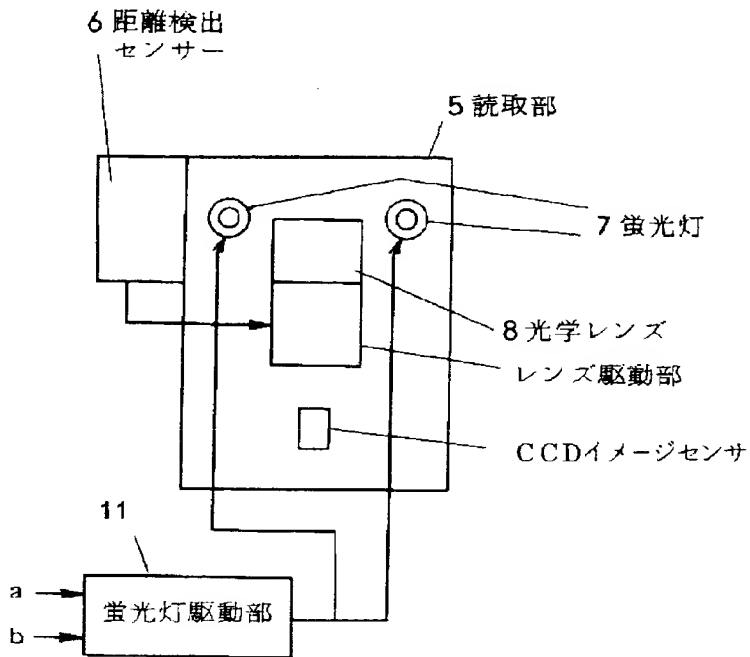 6 距離検出
センサー
5 読取部
7 蛍光灯
8 光学レンズ
レンズ駆動部
CCDイメージセンサ
11
a
蛍光灯駆動部
b